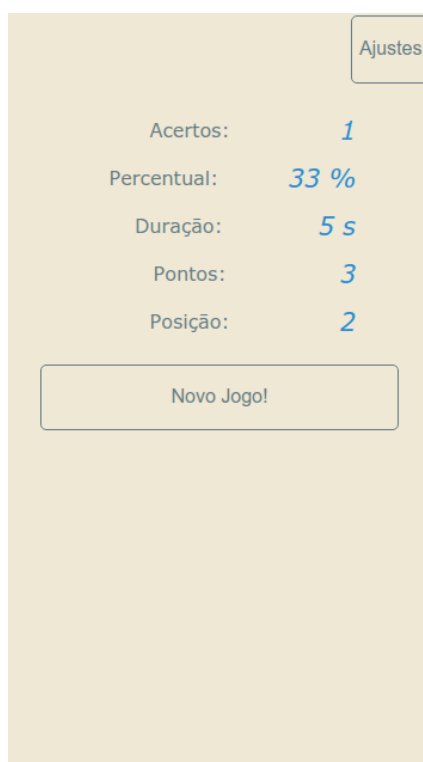 Ajustes
Acertos: 1
Percentual: 33 %
Duração: 5 s
Pontos: 3
Posição: 2
Novo Jogo!